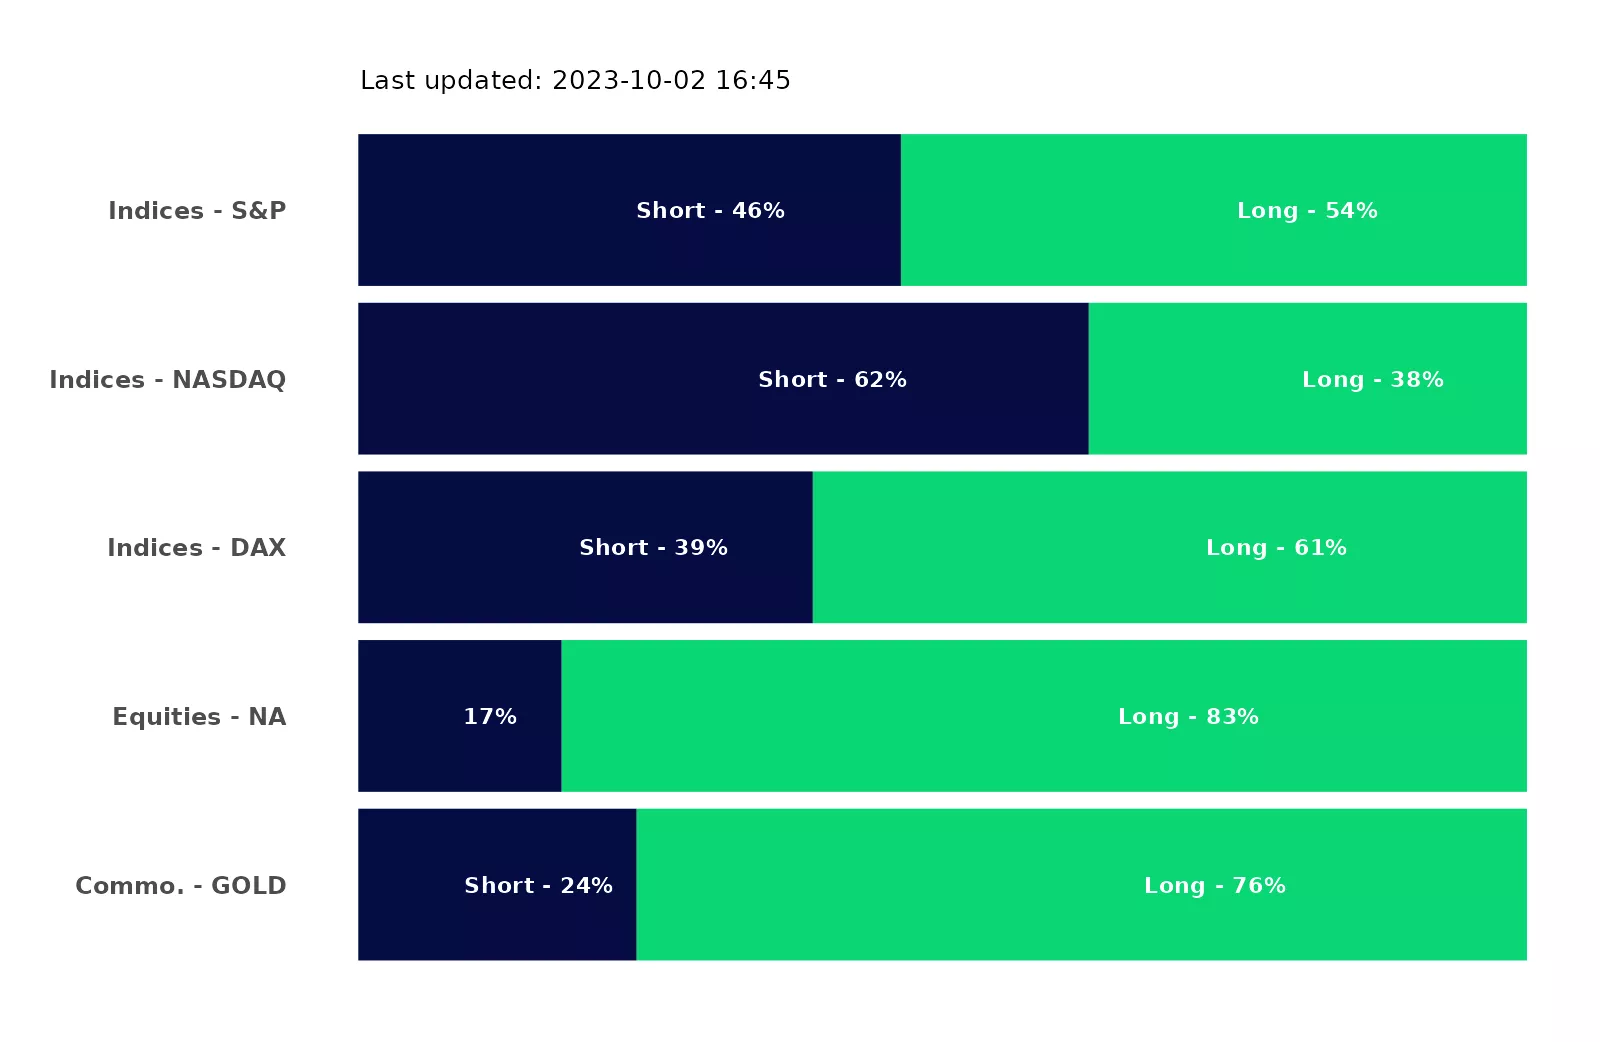 Last updated: 2023-10-02 16:45
Indices - S&P Short - 46% Long - 54%
Indices - NASDAQ Short - 62% Long - 38%
Indices - DAX Short - 39% Long - 61%
Equities - NA 17% Long - 83%
Commo. - GOLD Short - 24% Long - 76%